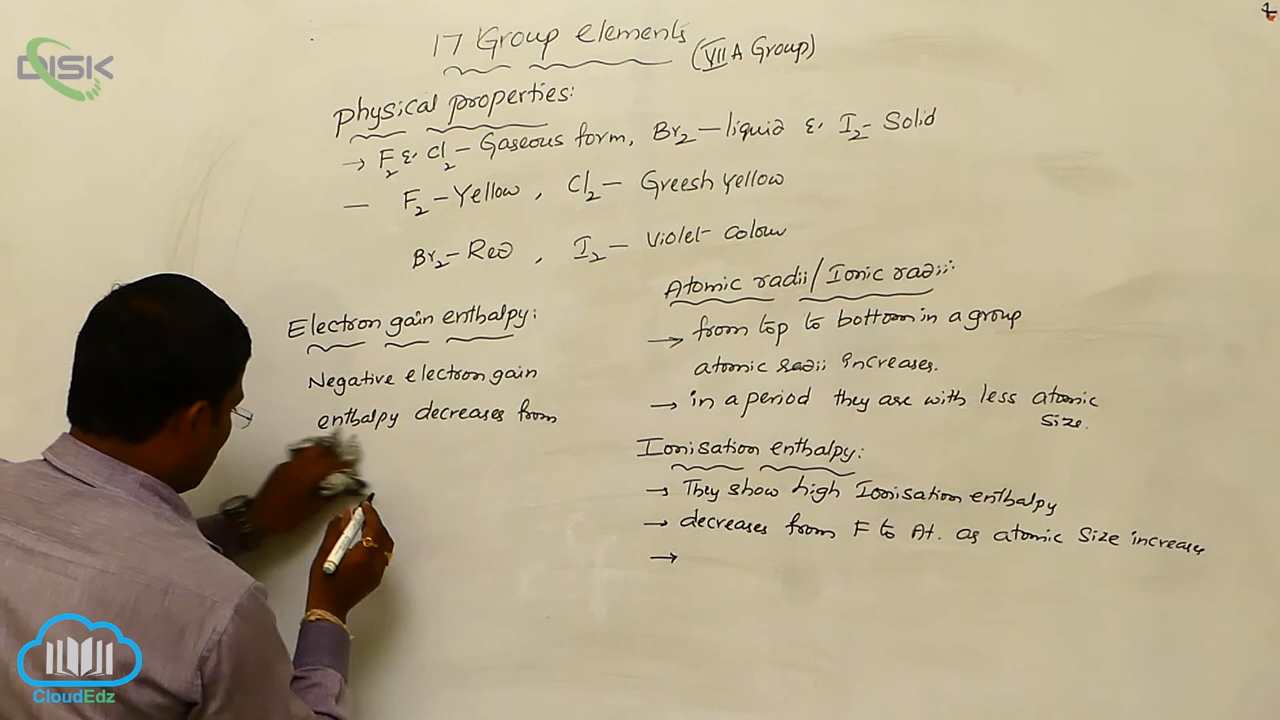 DISK
17 Group elements (VII A Group)
Physical properties:
→ F2 & Cl2 - Gaseous form, Br2 - liquid & I2 - Solid
— F2 - Yellow, Cl2 - Greesh yellow
Br2 - Red, I2 - Violet colour
Electron gain enthalpy:
Negative electron gain
enthalpy decreases from
Atomic radii / Ionic radii:
→ from top to bottom in a group
atomic radii increases.
→ in a period they are with less atomic
size.
Ionisation enthalpy:
→ They show high Ionisation enthalpy
→ decreases from F to At. as atomic size increase
→
CloudEdz